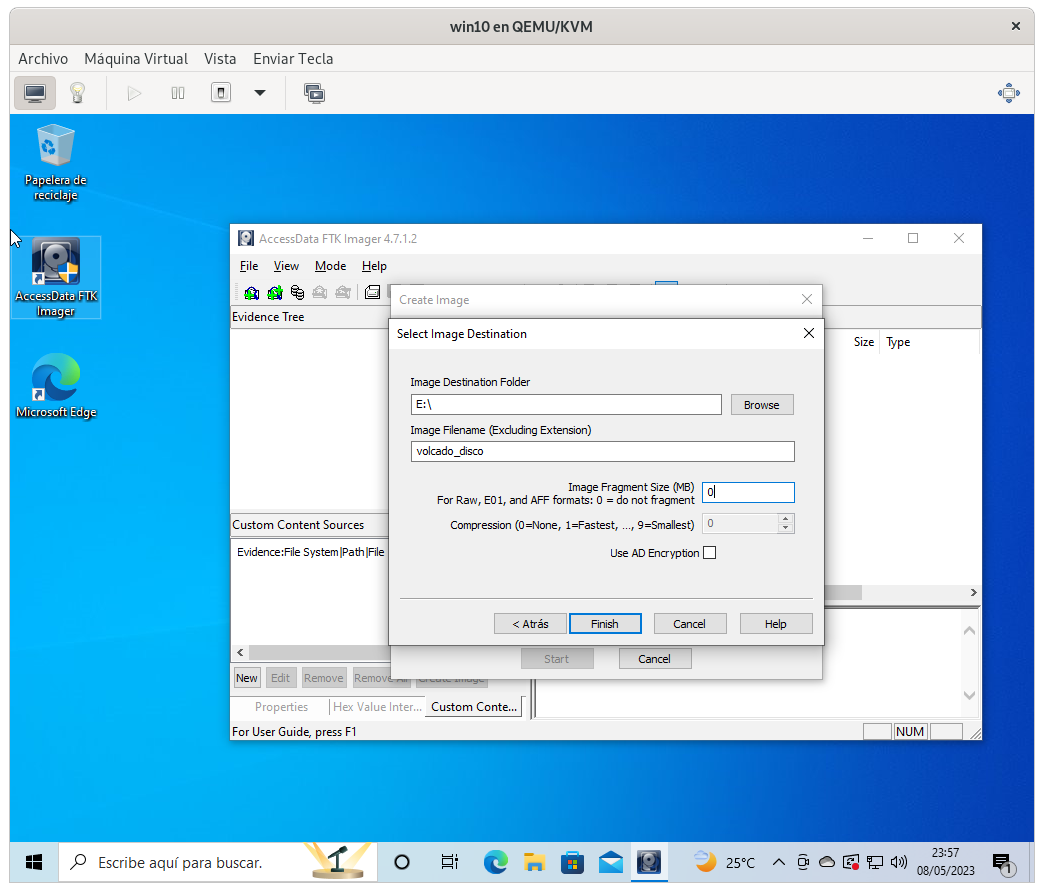 win10 en QEMU/KVM
Archivo Máquina Virtual Vista Enviar Tecla
Papelera de
reciclaje
AccessData FTK
Imager
Microsoft Edge
AccessData FTK Imager 4.7.1.2
File View Mode Help
Evidence Tree
Size Type
Custom Content Sources
Evidence:File System|Path|File
New Edit Remove Remove All Create Image
Properties Hex Value Inter... Custom Conte...
For User Guide, press F1
NUM
Create Image
Start Cancel
Select Image Destination
Image Destination Folder
E:\
Browse
Image Filename (Excluding Extension)
volcado_disco
Image Fragment Size (MB)
For Raw, E01, and AFF formats: 0 = do not fragment
0
Compression (0=None, 1=Fastest, ..., 9=Smallest)
0
Use AD Encryption
< Atrás Finish Cancel Help
Escribe aquí para buscar.
25°C
23:57
08/05/2023
1